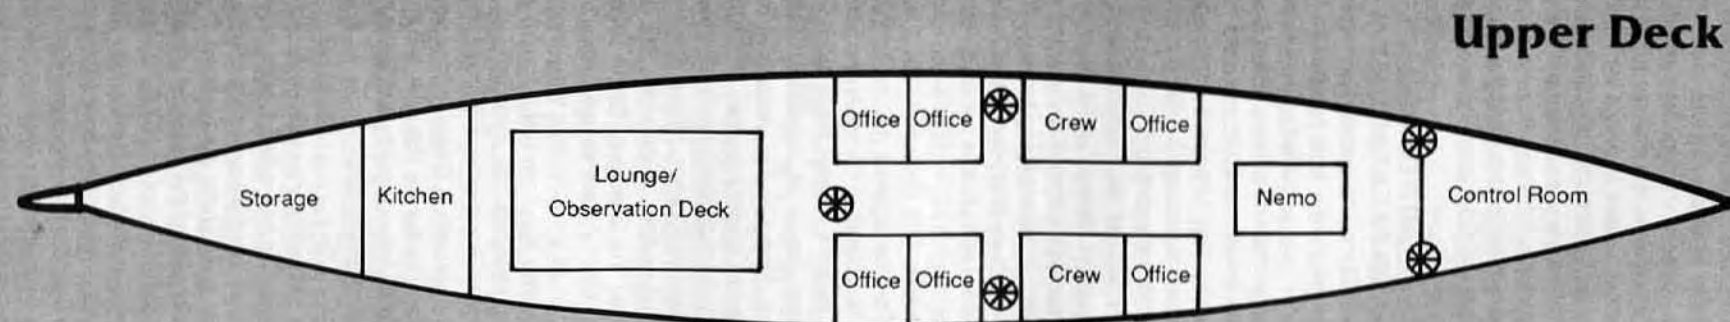 Upper Deck
Office Office Crew Office
Storage Kitchen Lounge/
Observation Deck Nemo Control Room
Office Office Crew Office